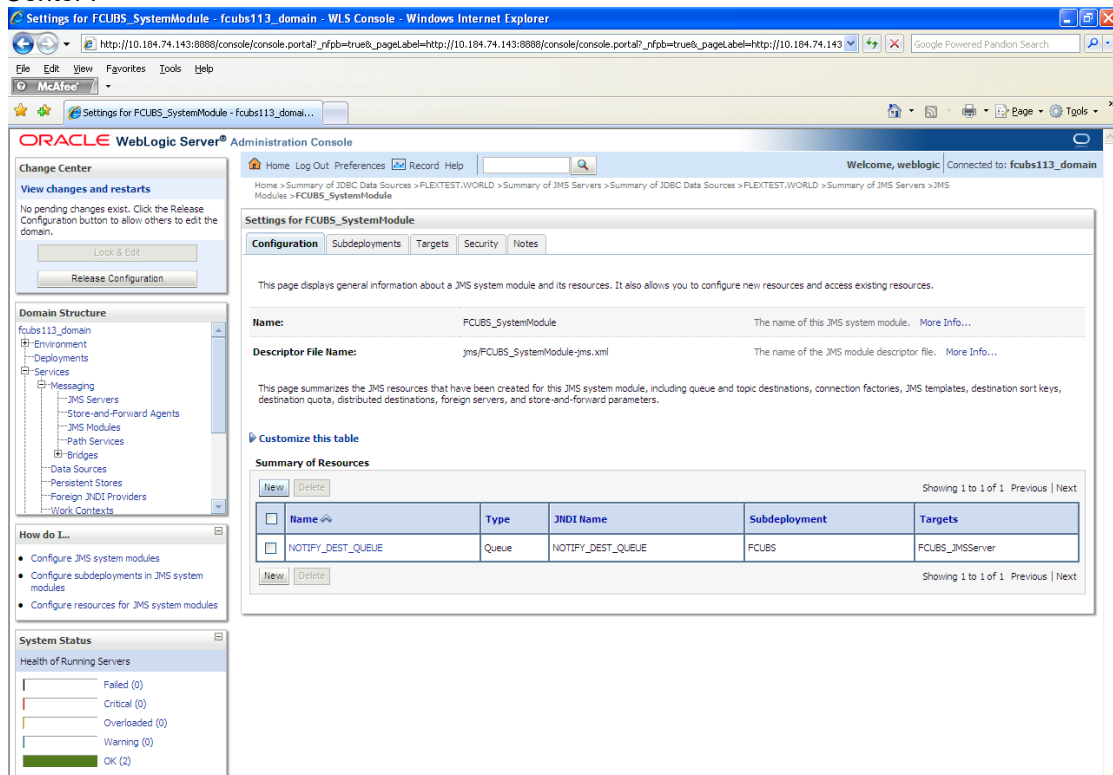 Settings for FCUBS_SystemModule - fcubs113_domain - WLS Console - Windows Internet Explorer
http://10.184.74.143:8888/console/console.portal?_nfpb=true&_pageLabel=http://10.184.74.143:8888/console/console.portal?_nfpb=true&_pageLabel=http://10.184.74.143
Google Powered Pandion Search
File Edit View Favorites Tools Help
McAfee
Settings for FCUBS_SystemModule - fcubs113_domai...
Page Tools
ORACLE WebLogic Server® Administration Console
Change Center
View changes and restarts
No pending changes exist. Click the Release
Configuration button to allow others to edit the
domain.
Lock & Edit
Release Configuration
Domain Structure
fcubs113_domain
Environment
Deployments
Services
Messaging
JMS Servers
Store-and-Forward Agents
JMS Modules
Path Services
Bridges
Data Sources
Persistent Stores
Foreign JNDI Providers
Work Contexts
How do I...
Configure JMS system modules
Configure subdeployments in JMS system
modules
Configure resources for JMS system modules
System Status
Health of Running Servers
Failed (0)
Critical (0)
Overloaded (0)
Warning (0)
OK (2)
Home Log Out Preferences Record Help
Welcome, weblogic Connected to: fcubs113_domain
Home >Summary of JDBC Data Sources >FLEXTEST.WORLD >Summary of JMS Servers >Summary of JDBC Data Sources >FLEXTEST.WORLD >Summary of JMS Servers >JMS
Modules >FCUBS_SystemModule
Settings for FCUBS_SystemModule
Configuration Subdeployments Targets Security Notes
This page displays general information about a JMS system module and its resources. It also allows you to configure new resources and access existing resources.
Name: FCUBS_SystemModule The name of this JMS system module. More Info...
Descriptor File Name: jms/FCUBS_SystemModule-jms.xml The name of the JMS module descriptor file. More Info...
This page summarizes the JMS resources that have been created for this JMS system module, including queue and topic destinations, connection factories, JMS templates, destination sort keys,
destination quota, distributed destinations, foreign servers, and store-and-forward parameters.
Customize this table
Summary of Resources
New Delete Showing 1 to 1 of 1 Previous | Next
Name Type JNDI Name Subdeployment Targets
NOTIFY_DEST_QUEUE Queue NOTIFY_DEST_QUEUE FCUBS FCUBS_JMSServer
New Delete Showing 1 to 1 of 1 Previous | Next